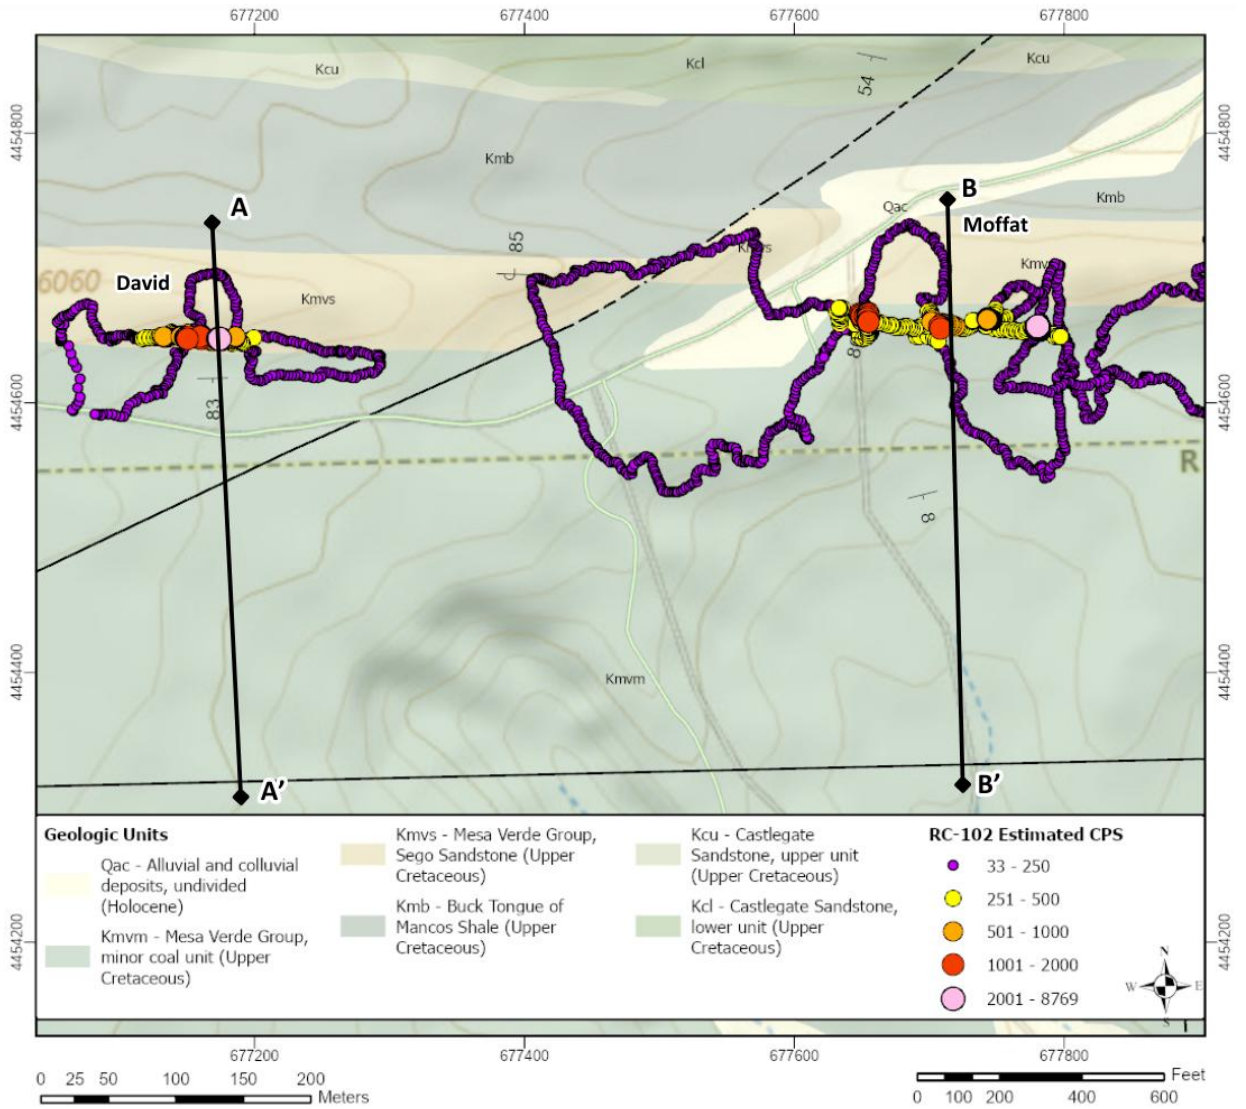 677200 677400 677600 677800
Kcu Kcl Kcu
54
4454800 4454800
Kmb
Kmb
A B
Qac
Moffat
85
David
6060
Kmvs
Kmvs
4454600 4454600
83
8
R
8
4454400 4454400
Kmvm
A’ B’
Geologic Units
Qac - Alluvial and colluvial
deposits, undivided
(Holocene)
Kmvm - Mesa Verde Group,
minor coal unit (Upper
Cretaceous)
Kmvs - Mesa Verde Group,
Sego Sandstone (Upper
Cretaceous)
Kmb - Buck Tongue of
Mancos Shale (Upper
Cretaceous)
Kcu - Castlegate
Sandstone, upper unit
(Upper Cretaceous)
Kcl - Castlegate Sandstone,
lower unit (Upper
Cretaceous)
RC-102 Estimated CPS
33 - 250
251 - 500
501 - 1000
1001 - 2000
2001 - 8769
4454200 4454200
N
W E
S
677200 677400 677600 677800
0 25 50 100 150 200
Meters
Feet
0 100 200 400 600